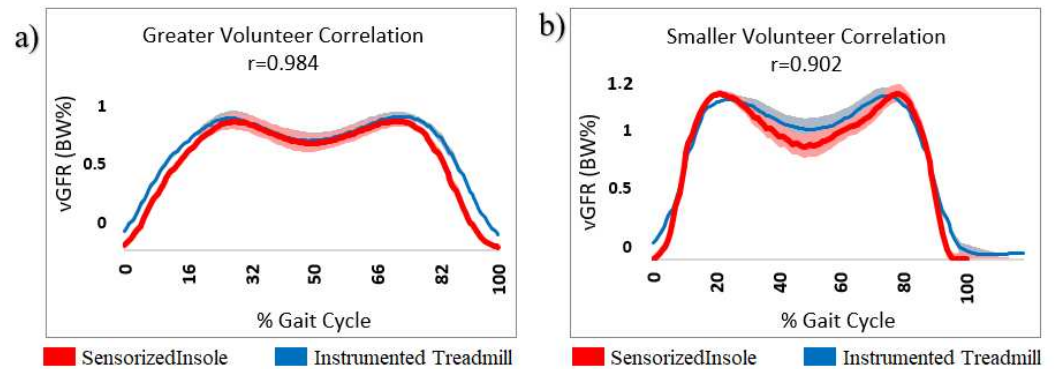 a)
Greater Volunteer Correlation
r=0.984
vGFR (BW%)
1
0.5
0
0 16 32 50 66 82 100
% Gait Cycle
SensorizedInsole Instrumented Treadmill
b)
Smaller Volunteer Correlation
r=0.902
vGFR (BW%)
1.2
1
0.5
0
0 20 40 60 80 100
% Gait Cycle
SensorizedInsole Instrumented Treadmill